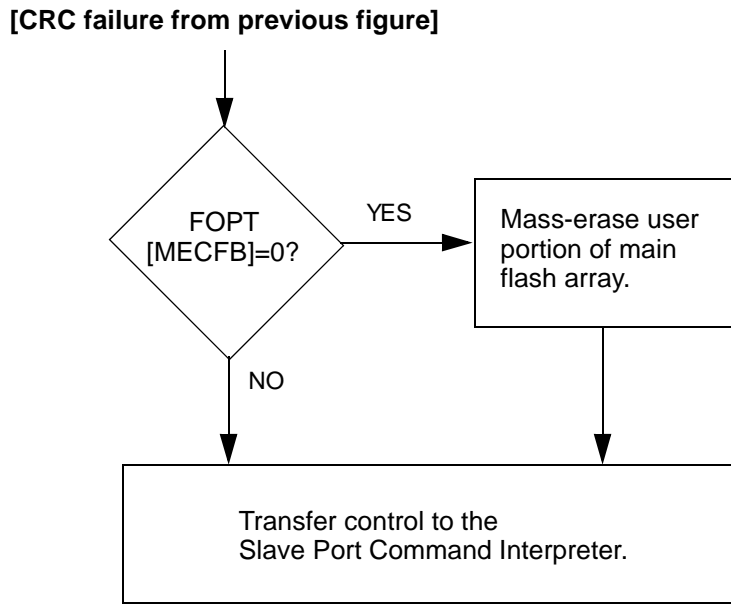 [CRC failure from previous figure]
FOPT
[MECFB]=0?
YES
Mass-erase user
portion of main
flash array.
NO
Transfer control to the
Slave Port Command Interpreter.